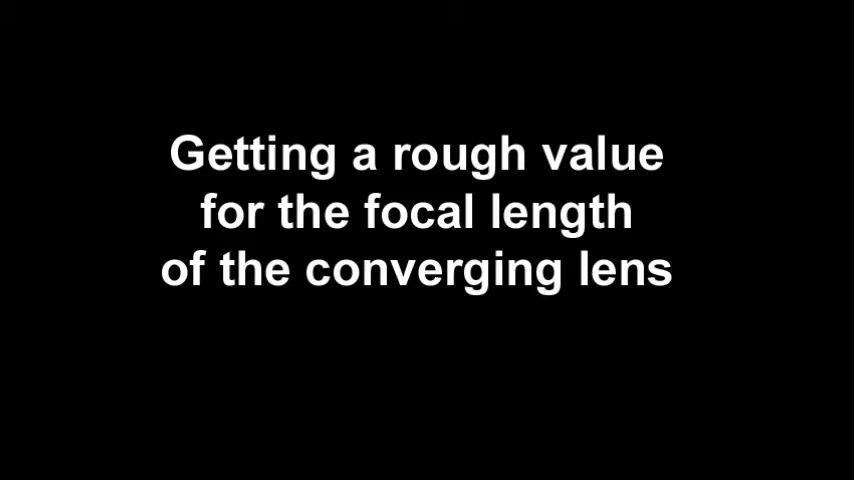 Getting a rough value
for the focal length
of the converging lens